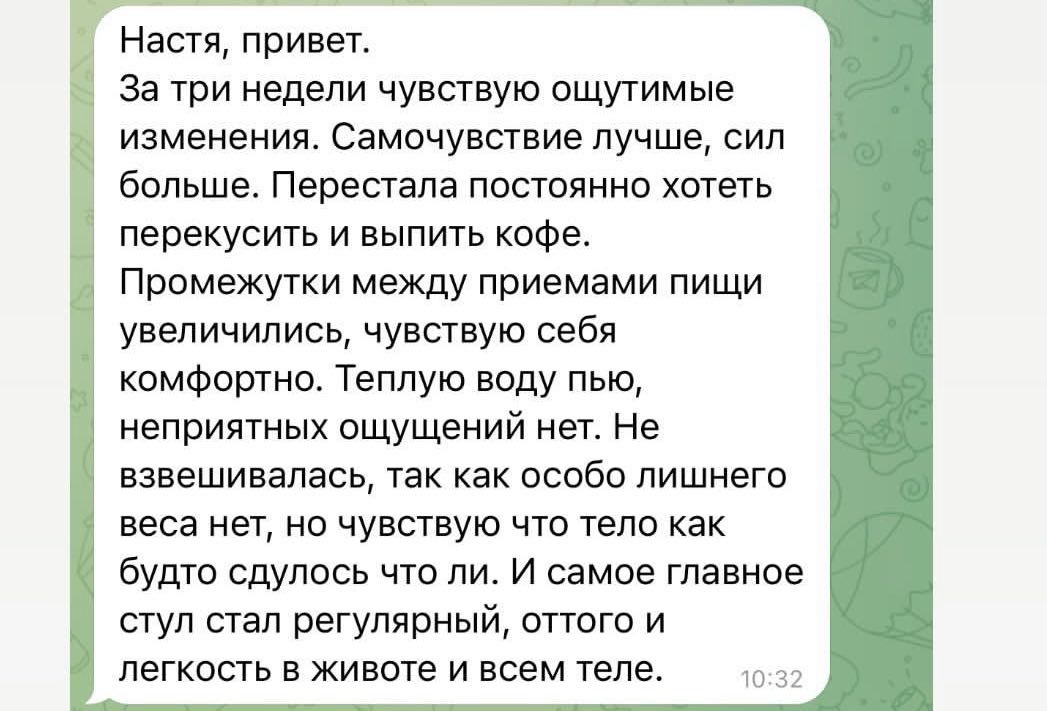 Настя, привет.
За три недели чувствую ощутимые
изменения. Самочувствие лучше, сил
больше. Перестала постоянно хотеть
перекусить и выпить кофе.
Промежутки между приемами пищи
увеличились, чувствую себя
комфортно. Теплую воду пью,
неприятных ощущений нет. Не
взвешивалась, так как особо лишнего
веса нет, но чувствую что тело как
будто сдулось что ли. И самое главное
стул стал регулярный, оттого и
легкость в животе и всем теле.
10:32